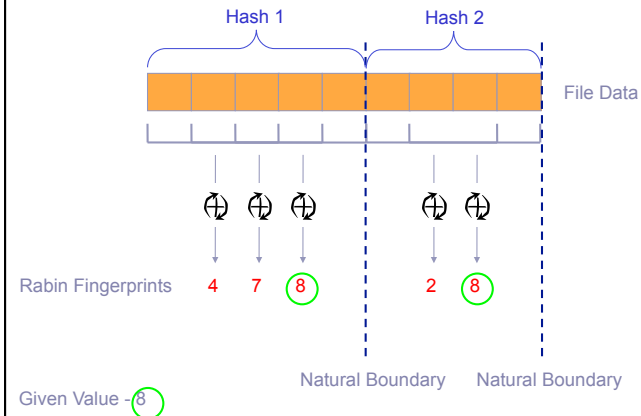 Hash 1 Hash 2
File Data
Rabin Fingerprints 4 7 8 2 8
Natural Boundary Natural Boundary
Given Value - 8